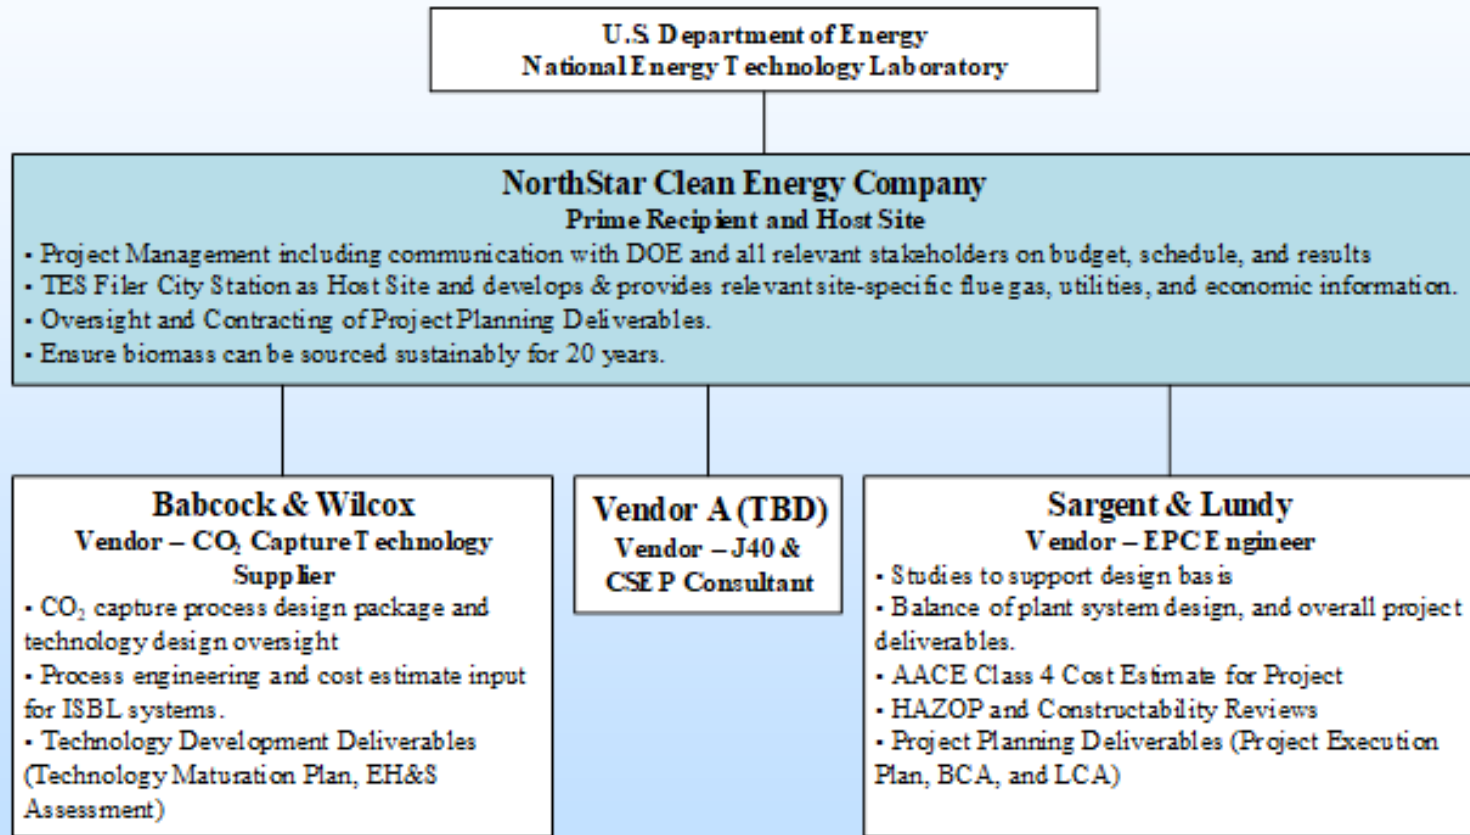 U.S. Department of Energy
National Energy Technology Laboratory
NorthStar Clean Energy Company
Prime Recipient and Host Site
▪ Project Management including communication with DOE and all relevant stakeholders on budget, schedule, and results
▪ TES Filer City Station as Host Site and develops & provides relevant site-specific flue gas, utilities, and economic information.
▪ Oversight and Contracting of Project Planning Deliverables.
▪ Ensure biomass can be sourced sustainably for 20 years.
Babcock & Wilcox
Vendor – CO₂ Capture Technology
Supplier
▪ CO₂ capture process design package and
technology design oversight
▪ Process engineering and cost estimate input
for ISBL systems.
▪ Technology Development Deliverables
(Technology Maturation Plan, EH&S
Assessment)
Vendor A (TBD)
Vendor – J40 &
CSEP Consultant
Sargent & Lundy
Vendor – EPC Engineer
▪ Studies to support design basis
▪ Balance of plant system design, and overall project
deliverables.
▪ AACE Class 4 Cost Estimate for Project
▪ HAZOP and Constructability Reviews
▪ Project Planning Deliverables (Project Execution
Plan, BCA, and LCA)